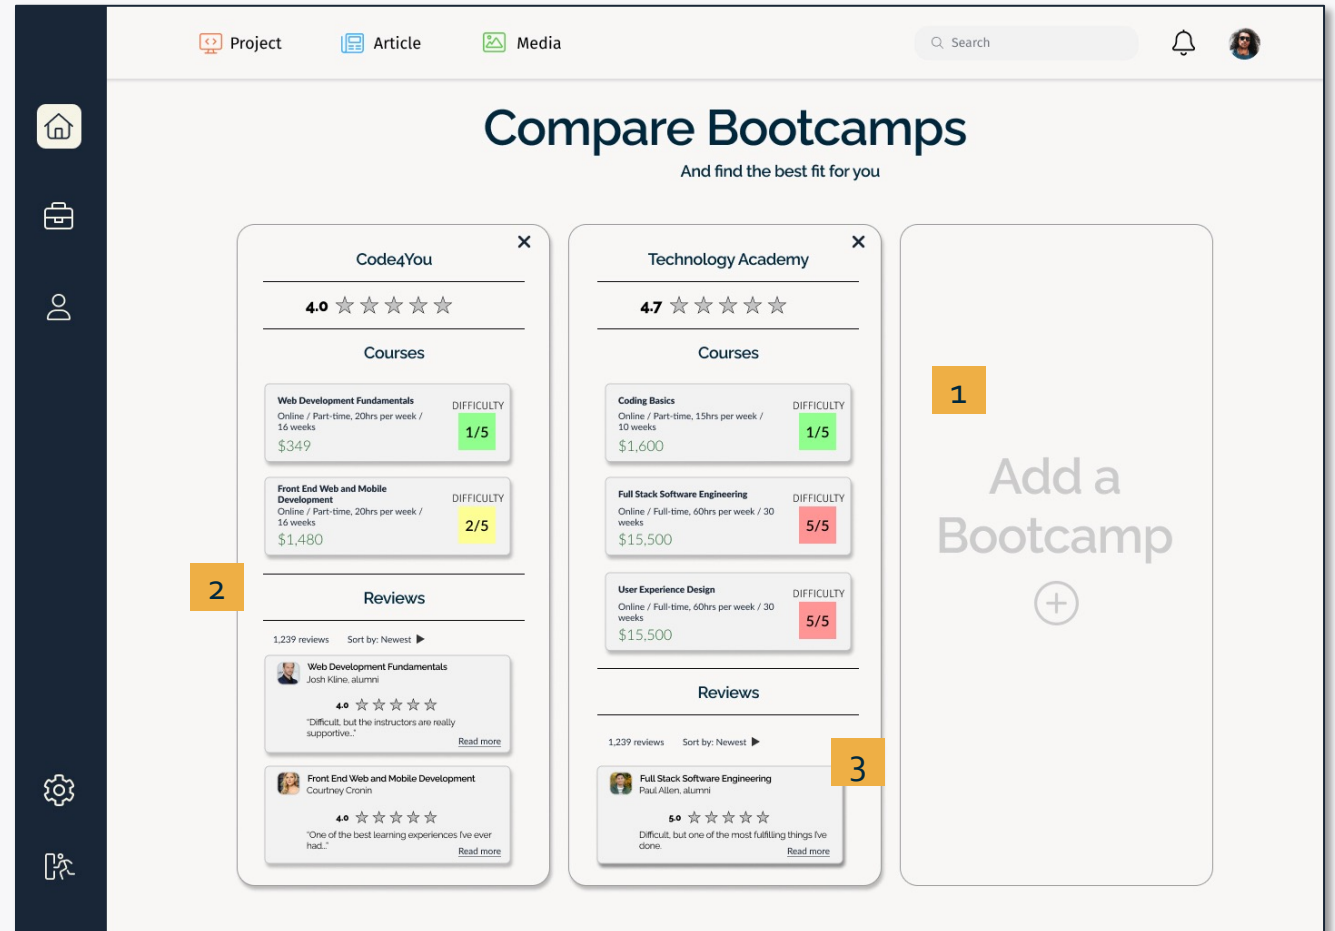 Project
Article
Media
Search
Compare Bootcamps
And find the best fit for you
Code4You
4.0
Courses
Web Development Fundamentals
Online / Part-time, 20hrs per week /
16 weeks
$349
DIFFICULTY
1/5
Front End Web and Mobile
Development
Online / Part-time, 20hrs per week /
16 weeks
$1,480
DIFFICULTY
2/5
2
Reviews
1,239 reviews
Sort by: Newest
Web Development Fundamentals
Josh Kline, alumni
4.0
"Difficult, but the instructors are really
supportive..."
Read more
Front End Web and Mobile Development
Courtney Cronin
4.0
"One of the best learning experiences I've ever
had..."
Read more
Technology Academy
4.7
Courses
Coding Basics
Online / Part-time, 15hrs per week /
10 weeks
$1,600
DIFFICULTY
1/5
Full Stack Software Engineering
Online / Full-time, 60hrs per week / 30
weeks
$15,500
DIFFICULTY
5/5
User Experience Design
Online / Full-time, 60hrs per week / 30
weeks
$15,500
DIFFICULTY
5/5
Reviews
1,239 reviews
Sort by: Newest
3
Full Stack Software Engineering
Paul Allen, alumni
5.0
Difficult, but one of the most fulfilling things I've
done.
Read more
1
Add a
Bootcamp